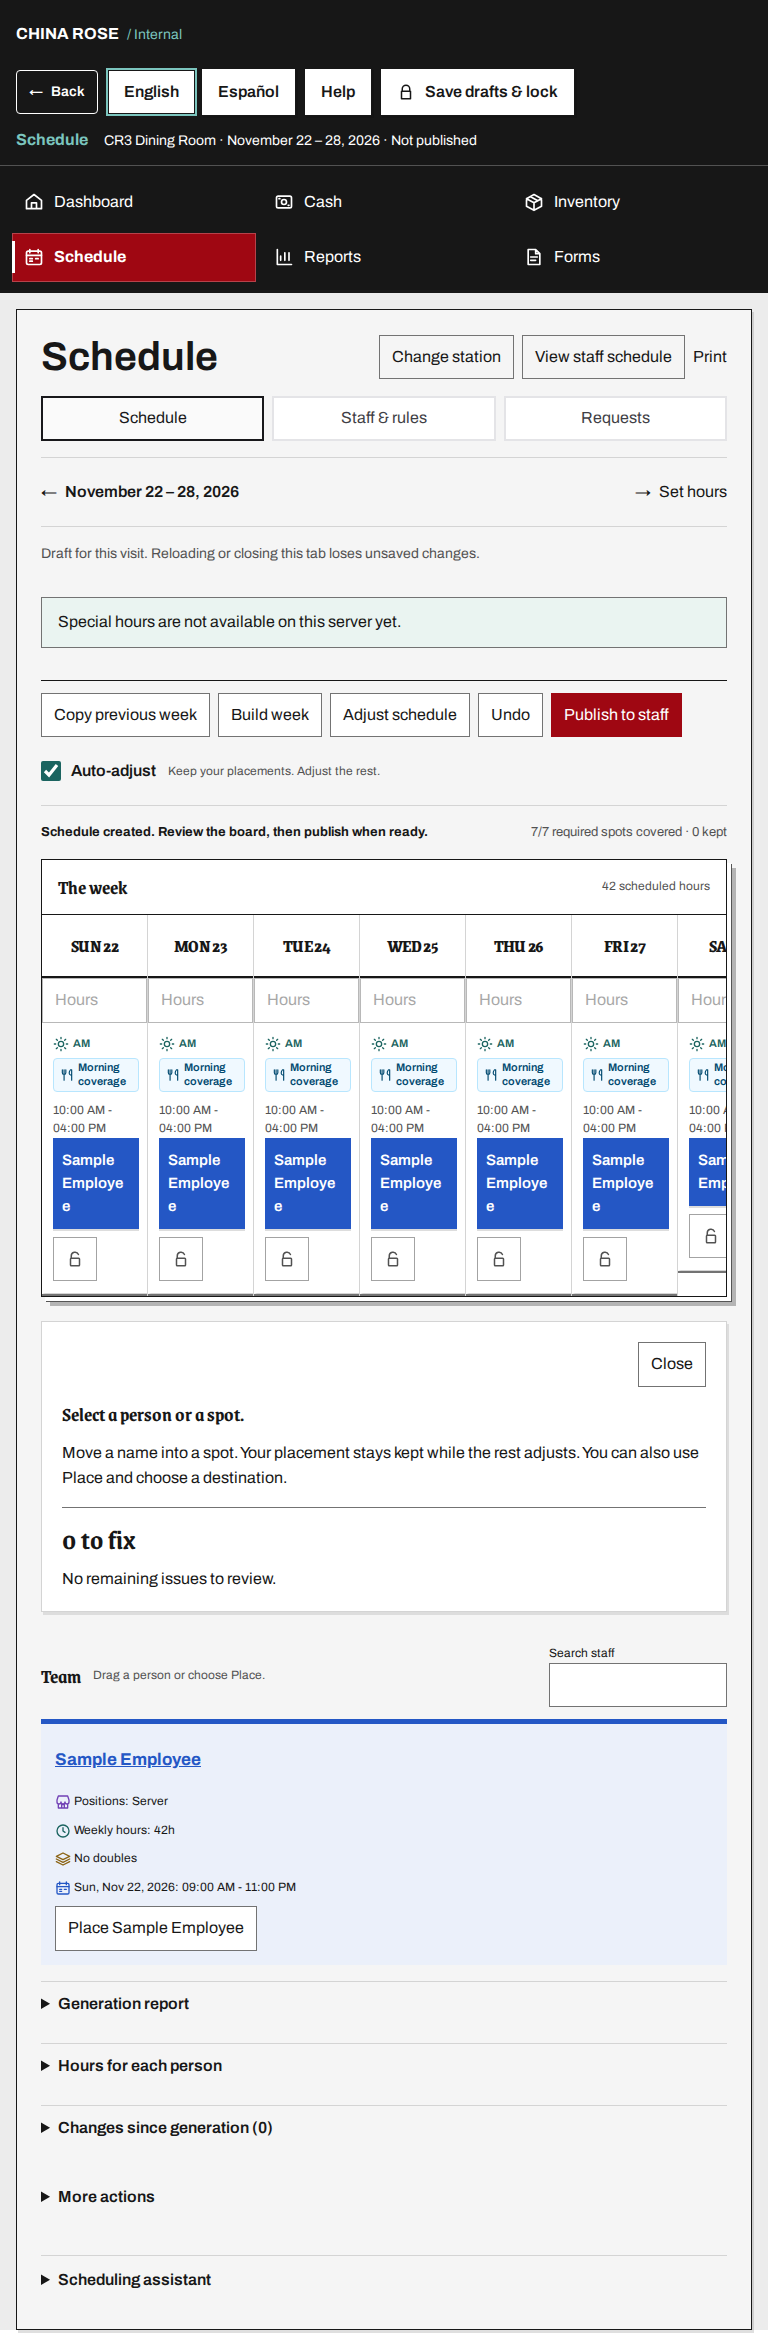 CHINA ROSE / Internal
← Back English Español Help Save drafts & lock
Schedule CR3 Dining Room · November 22 – 28, 2026 · Not published
Dashboard Cash Inventory
Schedule Reports Forms
Schedule Change station View staff schedule Print
Schedule Staff & rules Requests
← November 22 – 28, 2026 → Set hours
Draft for this visit. Reloading or closing this tab loses unsaved changes.
Special hours are not available on this server yet.
Copy previous week Build week Adjust schedule Undo Publish to staff
Auto-adjust Keep your placements. Adjust the rest.
Schedule created. Review the board, then publish when ready. 7/7 required spots covered · 0 kept
The week 42 scheduled hours
SUN 22 MON 23 TUE 24 WED 25 THU 26 FRI 27 SA
Hours Hours Hours Hours Hours Hours Hour
AM AM AM AM AM AM AM
Morning Morning Morning Morning Morning Morning Mo
coverage coverage coverage coverage coverage coverage co
10:00 AM - 10:00 AM - 10:00 AM - 10:00 AM - 10:00 AM - 10:00 AM - 10:00 A
04:00 PM 04:00 PM 04:00 PM 04:00 PM 04:00 PM 04:00 PM 04:00 P
Sample Sample Sample Sample Sample Sample Sam
Employe Employe Employe Employe Employe Employe Emp
e e e e e e
Close
Select a person or a spot.
Move a name into a spot. Your placement stays kept while the rest adjusts. You can also use
Place and choose a destination.
0 to fix
No remaining issues to review.
Search staff
Team Drag a person or choose Place.
Sample Employee
Positions: Server
Weekly hours: 42h
No doubles
Sun, Nov 22, 2026: 09:00 AM - 11:00 PM
Place Sample Employee
Generation report
Hours for each person
Changes since generation (0)
More actions
Scheduling assistant